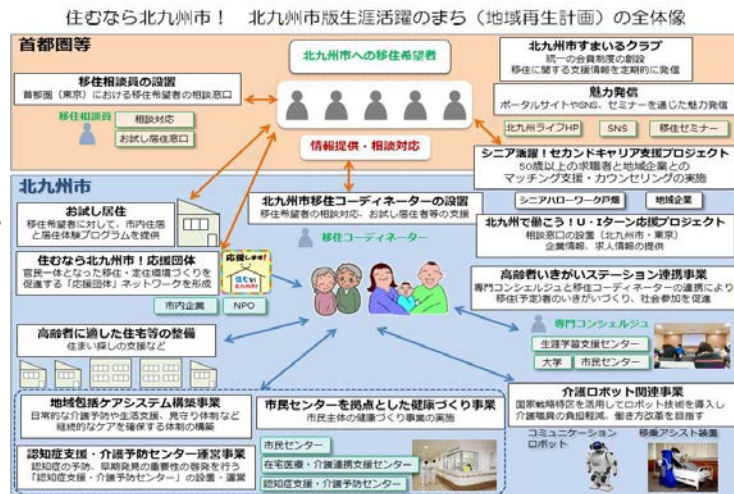 住むなら北九州市！　北九州市版生涯活躍のまち（地域再生計画）の全体像
首都圏等
移住相談員の設置
首都圏（東京）における移住希望者の相談窓口
移住相談員
相談対応
お試し居住窓口
北九州市への移住希望者
情報提供・相談対応
北九州市すまいるクラブ
統一の会員制度の創設
移住に関する支援情報を定期的に発信
魅力発信
ポータルサイトやSNS、セミナーを通じた魅力発信
北九州ライフHP
SNS
移住セミナー
シニア活躍！セカンドキャリア支援プロジェクト
50歳以上の求職者と地域企業との
マッチング支援・カウンセリングの実施
シニアハローワーク戸畑
地域企業
北九州市
お試し居住
移住希望者に対して、市内住居
と居住体験プログラムを提供
北九州市移住コーディネーターの設置
移住希望者の相談対応、お試し居住者等の支援
移住コーディネーター
北九州で働こう！U・Iターン応援プロジェクト
相談窓口の設置（北九州市・東京）
企業情報、求人情報の提供
住むなら北九州市！応援団体
官民一体となった移住・定住環境づくりを
促進する「応援団体」ネットワークを形成
市内企業
NPO
応援します！
住むなら
北九州市！
高齢者いきがいステーション連携事業
専門コンシェルジュと移住コーディネーターの連携により
移住(予定)者のいきがいづくり、社会参加を促進
専門コンシェルジュ
生涯学習支援センター
大学
市民センター
高齢者に適した住宅等の整備
住まい探しの支援など
地域包括ケアシステム構築事業
日常的な介護予防や生活支援、見守り体制など
継続的なケアを確保する体制の構築
市民センターを拠点とした健康づくり事業
市民主体の健康づくり事業の実施
認知症支援・介護予防センター運営事業
認知症の予防、早期発見の重要性の啓発を行う
「認知症支援・介護予防センター」の設置・運営
市民センター
在宅医療・介護連携支援センター
認知症支援・介護予防センター
介護ロボット関連事業
国家戦略特区を活用してロボット技術を導入し
介護職員の負担軽減、働き方改革を目指す
コミュニケーション
ロボット
移乗アシスト装置